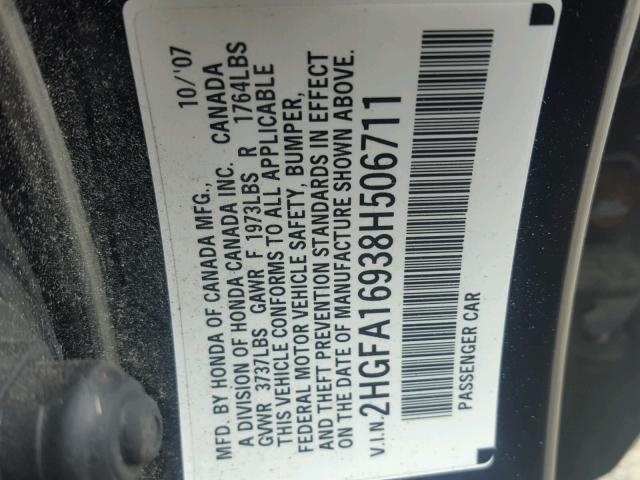 MFD. BY HONDA OF CANADA MFG., 10/'07
A DIVISION OF HONDA CANADA INC. CANADA
GVWR 3737LBS GAWR F 1973LBS R 1764LBS
THIS VEHICLE CONFORMS TO ALL APPLICABLE
FEDERAL MOTOR VEHICLE SAFETY, BUMPER,
AND THEFT PREVENTION STANDARDS IN EFFECT
ON THE DATE OF MANUFACTURE SHOWN ABOVE.
V.I.N. 2HGFA16938H506711
PASSENGER CAR